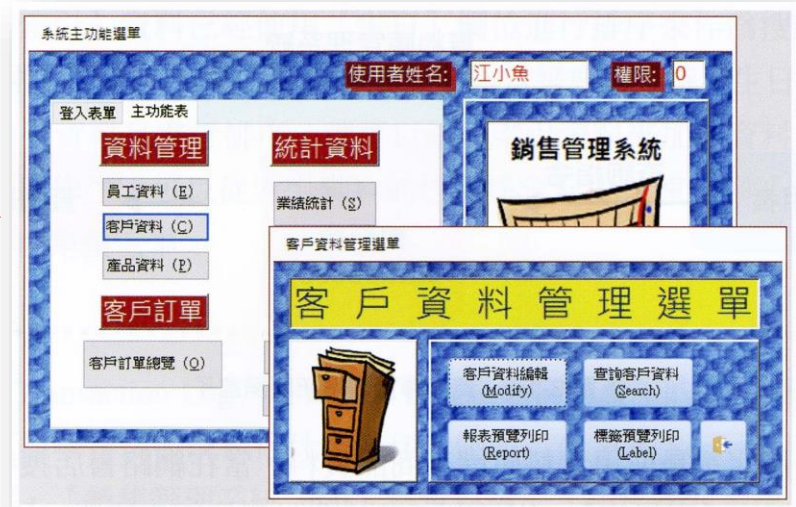 系統主功能選單
使用者姓名: 江小魚 權限: 0
登入表單 主功能表
資料管理
員工資料 (E)
客戶資料 (C)
產品資料 (P)
客戶訂單
客戶訂單總覽 (O)
統計資料
業績統計 (S)
銷售管理系統
客戶資料管理選單
客戶資料管理選單
客戶資料編輯
(Modify)
查詢客戶資料
(Search)
報表預覽列印
(Report)
標籤預覽列印
(Label)